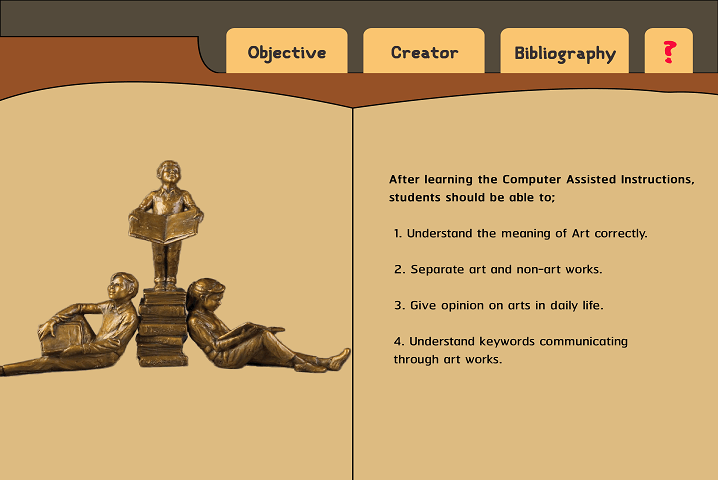 Objective
Creator
Bibliography
?
After learning the Computer Assisted Instructions,
students should be able to;
1. Understand the meaning of Art correctly.
2. Separate art and non-art works.
3. Give opinion on arts in daily life.
4. Understand keywords communicating
through art works.